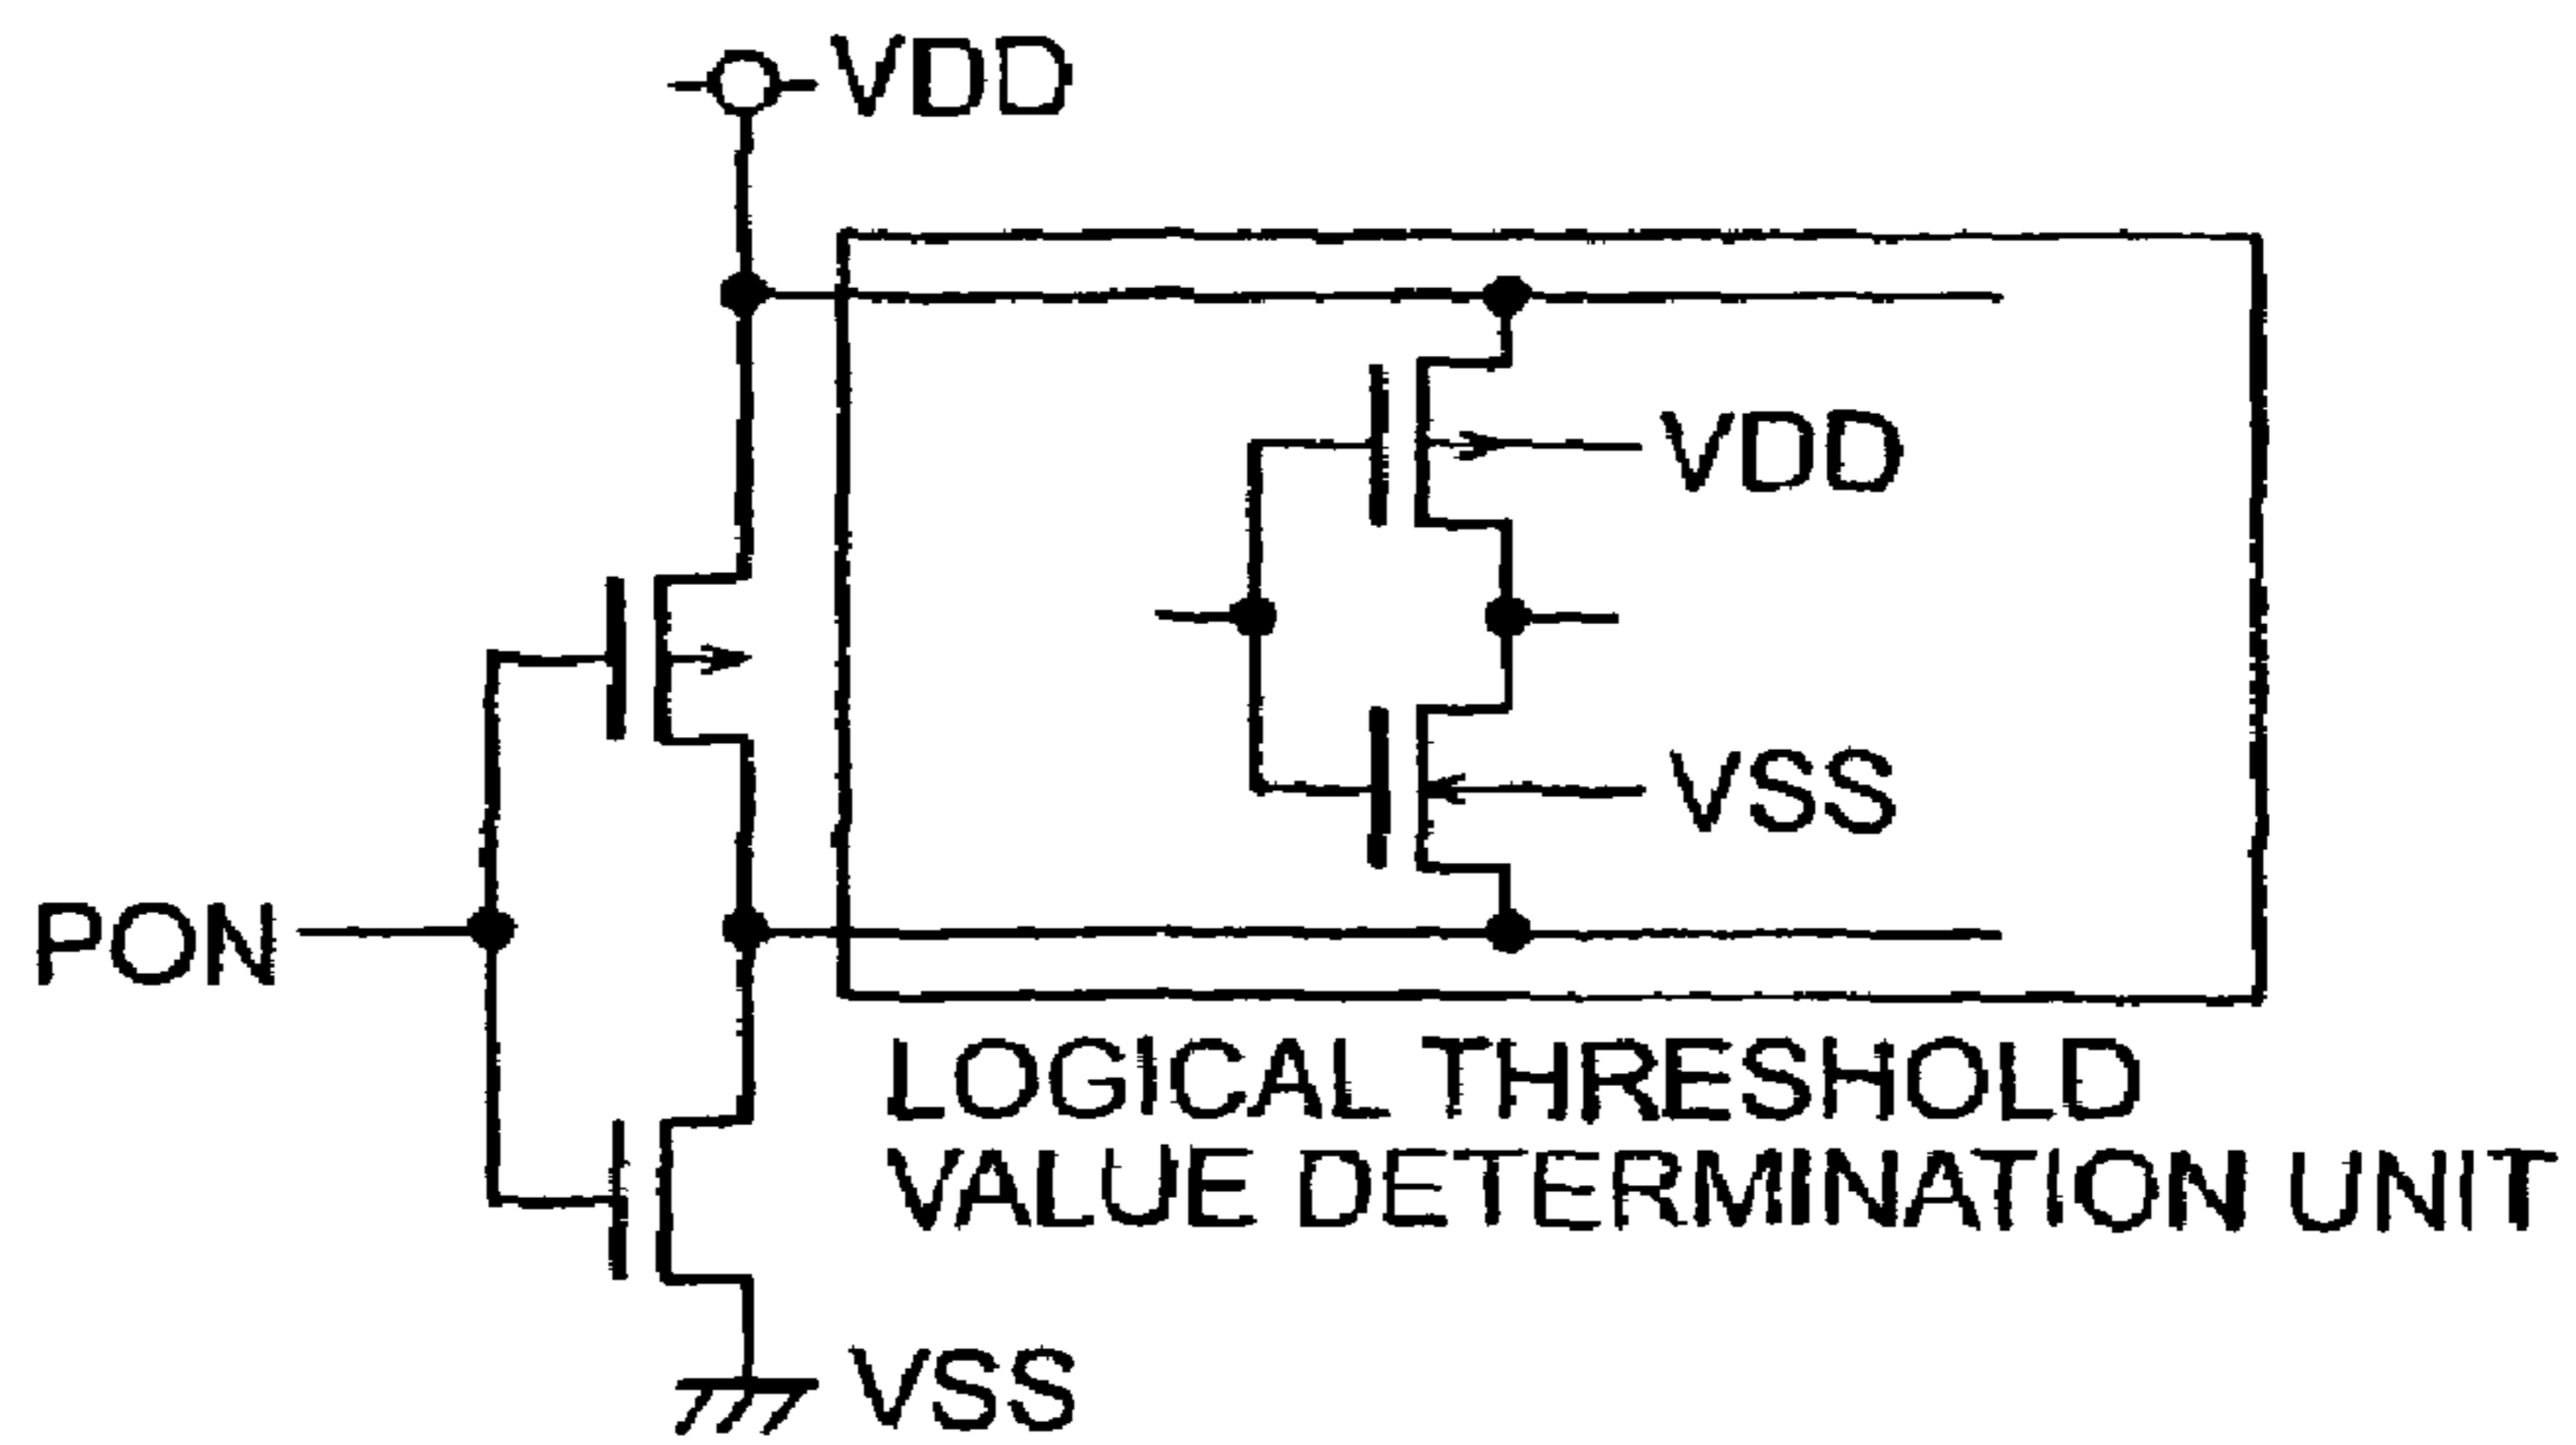 VDD
VDD
VSS
PON
LOGICAL THRESHOLD
VALUE DETERMINATION UNIT
VSS